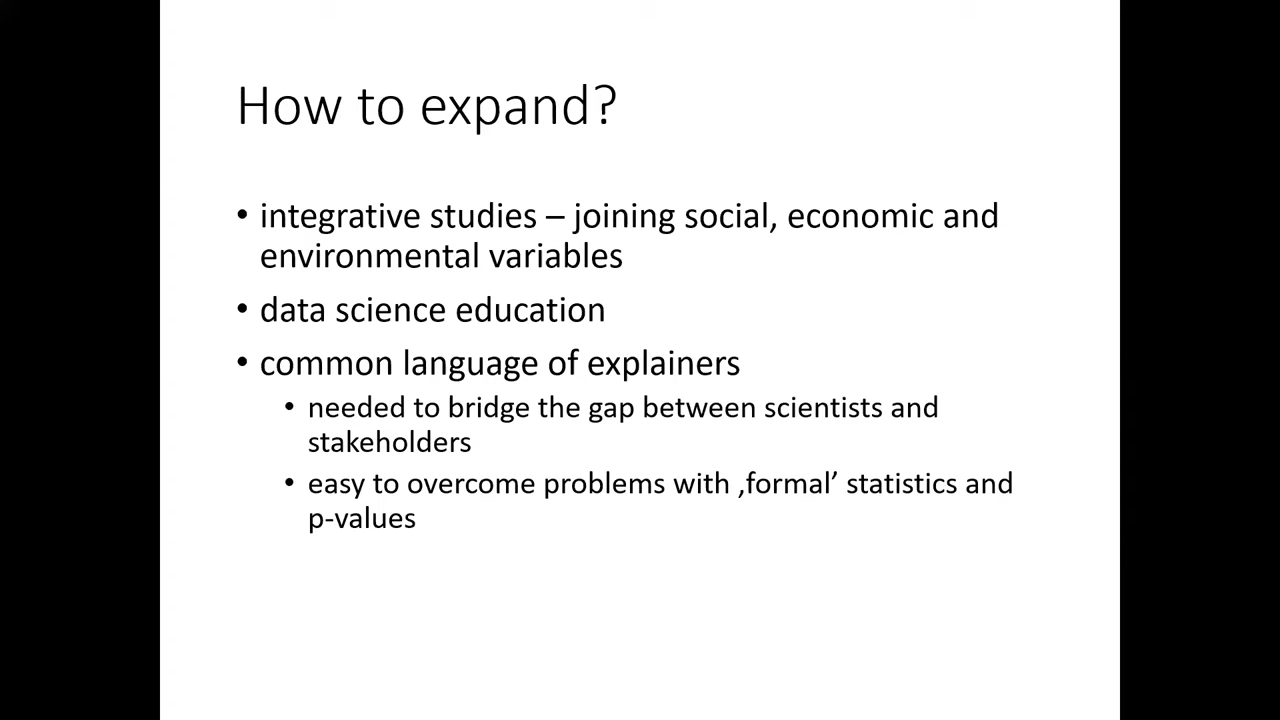 How to expand?
• integrative studies – joining social, economic and
environmental variables
• data science education
• common language of explainers
• needed to bridge the gap between scientists and
stakeholders
• easy to overcome problems with ‚formal’ statistics and
p-values